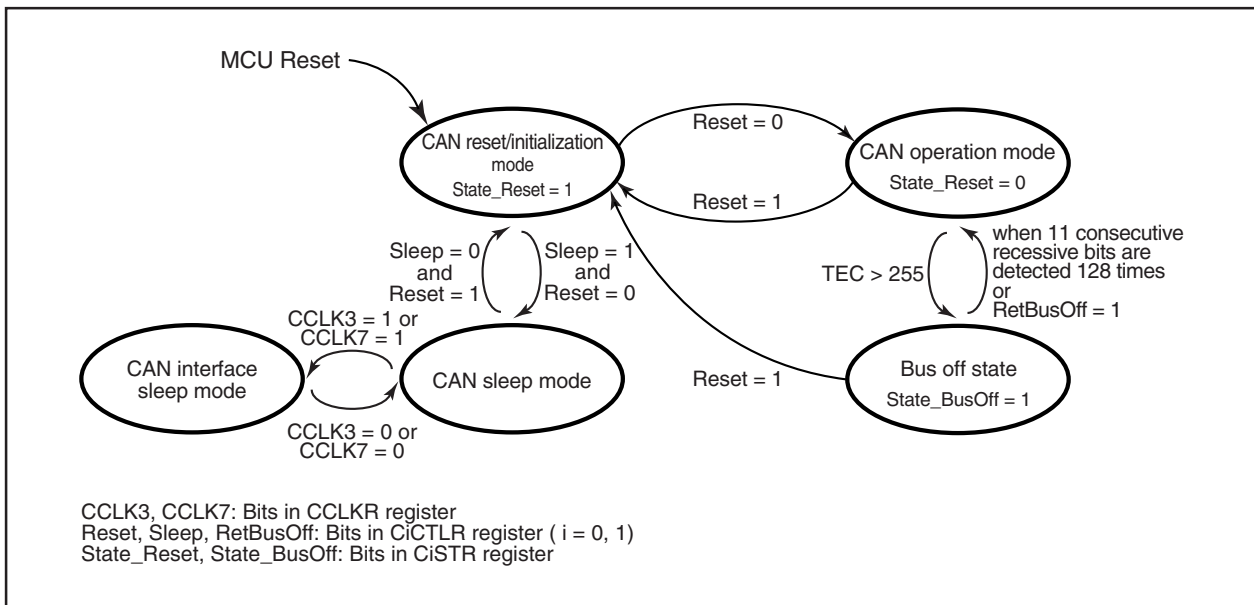 MCU Reset
CAN reset/initialization
mode
State_Reset = 1
Reset = 0
Reset = 1
CAN operation mode
State_Reset = 0
Sleep = 0
and
Reset = 1
Sleep = 1
and
Reset = 0
TEC > 255
when 11 consecutive
recessive bits are
detected 128 times
or
RetBusOff = 1
CCLK3 = 1 or
CCLK7 = 1
CAN interface
sleep mode
CAN sleep mode
Reset = 1
Bus off state
State_BusOff = 1
CCLK3 = 0 or
CCLK7 = 0
CCLK3, CCLK7: Bits in CCLKR register
Reset, Sleep, RetBusOff: Bits in CiCTLR register ( i = 0, 1)
State_Reset, State_BusOff: Bits in CiSTR register